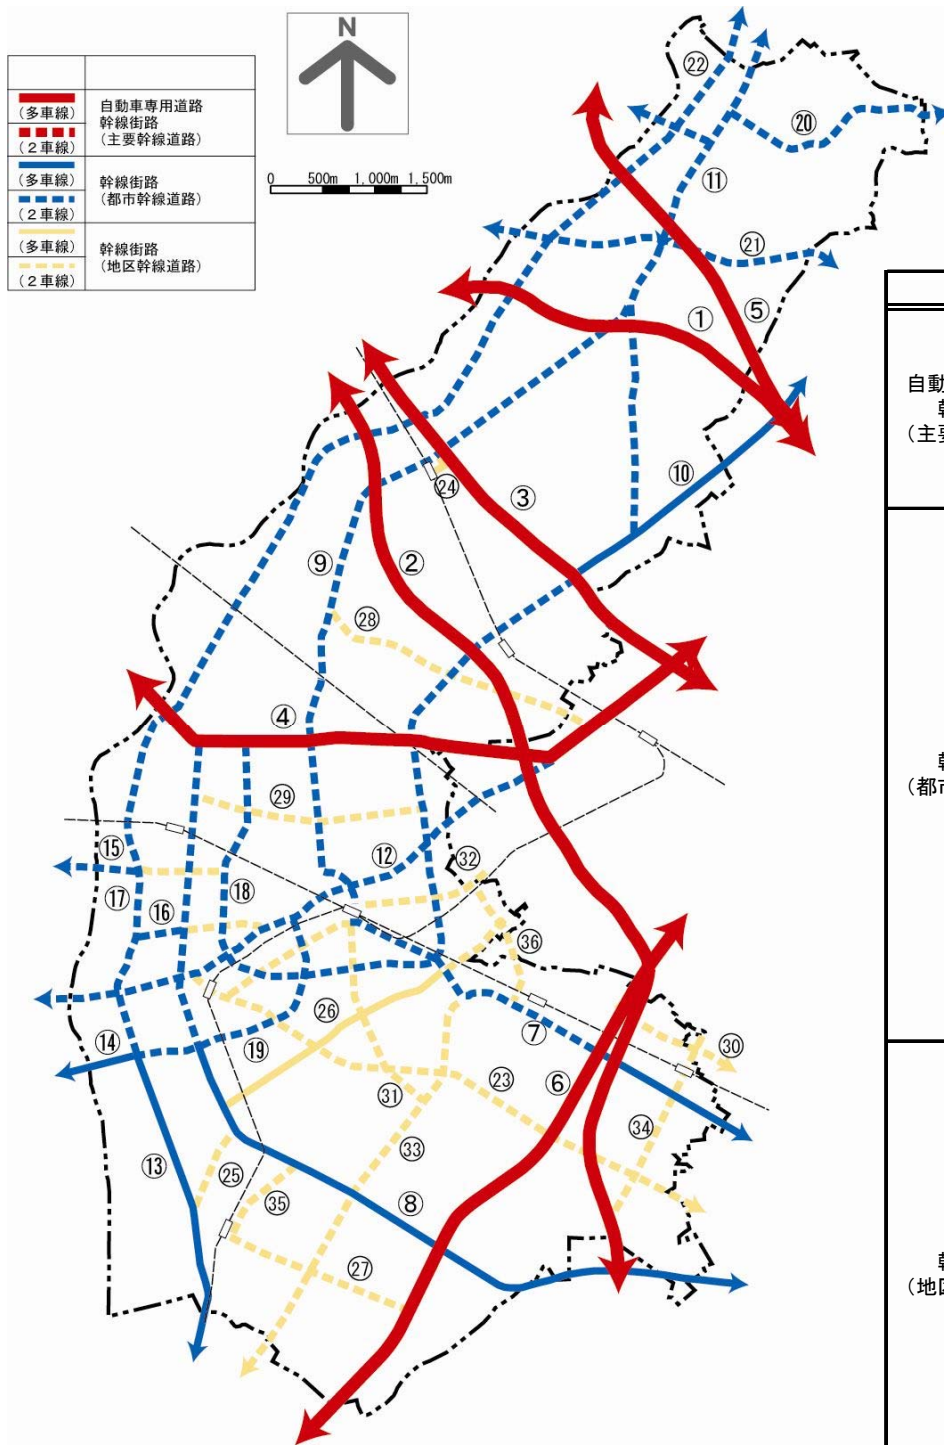 N
(多車線)
自動車専用道路
幹線街路
(主要幹線道路)
(2車線)
(多車線)
幹線街路
(都市幹線道路)
(2車線)
(多車線)
幹線街路
(地区幹線道路)
(2車線)
0 500m 1,000m 1,500m
㉒
⑳
⑪
㉑
①
⑤
㉔
③
⑩
⑨
②
㉘
④
㉙
⑮
⑫
㉜
⑰
⑯
⑱
㊱
㉖
⑦
⑭
⑲
㉚
㉓
⑥
㉛
㉞
㉝
⑬
㉕
㉟
⑧
㉗
自動
幹
(主要
幹
(都市
幹
(地区